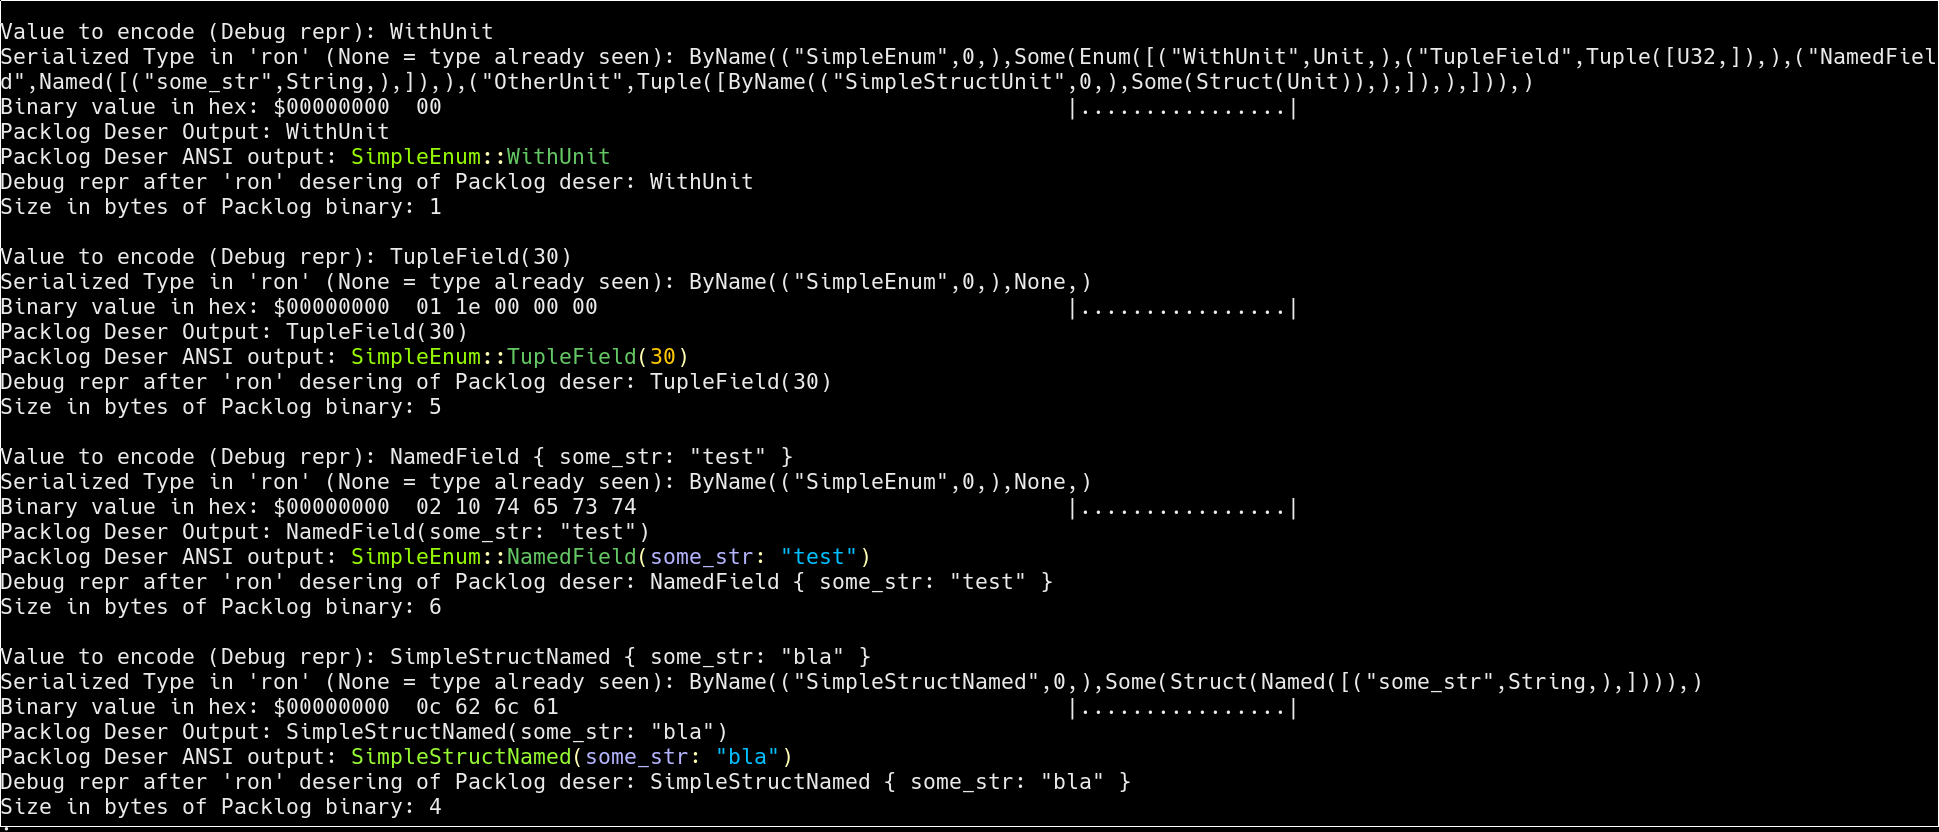 Value to encode (Debug repr): WithUnit
Serialized Type in 'ron' (None = type already seen): ByName(("SimpleEnum",0,),Some(Enum([("WithUnit",Unit,),("TupleField",Tuple([U32,]),),("NamedFiel
d",Named([("some_str",String,),]),),("OtherUnit",Tuple([ByName(("SimpleStructUnit",0,),Some(Struct(Unit)),),]),),])),)
Binary value in hex: $00000000  00                                                |................|
Packlog Deser Output: WithUnit
Packlog Deser ANSI output: SimpleEnum::WithUnit
Debug repr after 'ron' desering of Packlog deser: WithUnit
Size in bytes of Packlog binary: 1

Value to encode (Debug repr): TupleField(30)
Serialized Type in 'ron' (None = type already seen): ByName(("SimpleEnum",0,),None,)
Binary value in hex: $00000000  01 1e 00 00 00                                    |................|
Packlog Deser Output: TupleField(30)
Packlog Deser ANSI output: SimpleEnum::TupleField(30)
Debug repr after 'ron' desering of Packlog deser: TupleField(30)
Size in bytes of Packlog binary: 5

Value to encode (Debug repr): NamedField { some_str: "test" }
Serialized Type in 'ron' (None = type already seen): ByName(("SimpleEnum",0,),None,)
Binary value in hex: $00000000  02 10 74 65 73 74                                 |................|
Packlog Deser Output: NamedField(some_str: "test")
Packlog Deser ANSI output: SimpleEnum::NamedField(some_str: "test")
Debug repr after 'ron' desering of Packlog deser: NamedField { some_str: "test" }
Size in bytes of Packlog binary: 6

Value to encode (Debug repr): SimpleStructNamed { some_str: "bla" }
Serialized Type in 'ron' (None = type already seen): ByName(("SimpleStructNamed",0,),Some(Struct(Named([("some_str",String,),]))),)
Binary value in hex: $00000000  0c 62 6c 61                                       |................|
Packlog Deser Output: SimpleStructNamed(some_str: "bla")
Packlog Deser ANSI output: SimpleStructNamed(some_str: "bla")
Debug repr after 'ron' desering of Packlog deser: SimpleStructNamed { some_str: "bla" }
Size in bytes of Packlog binary: 4